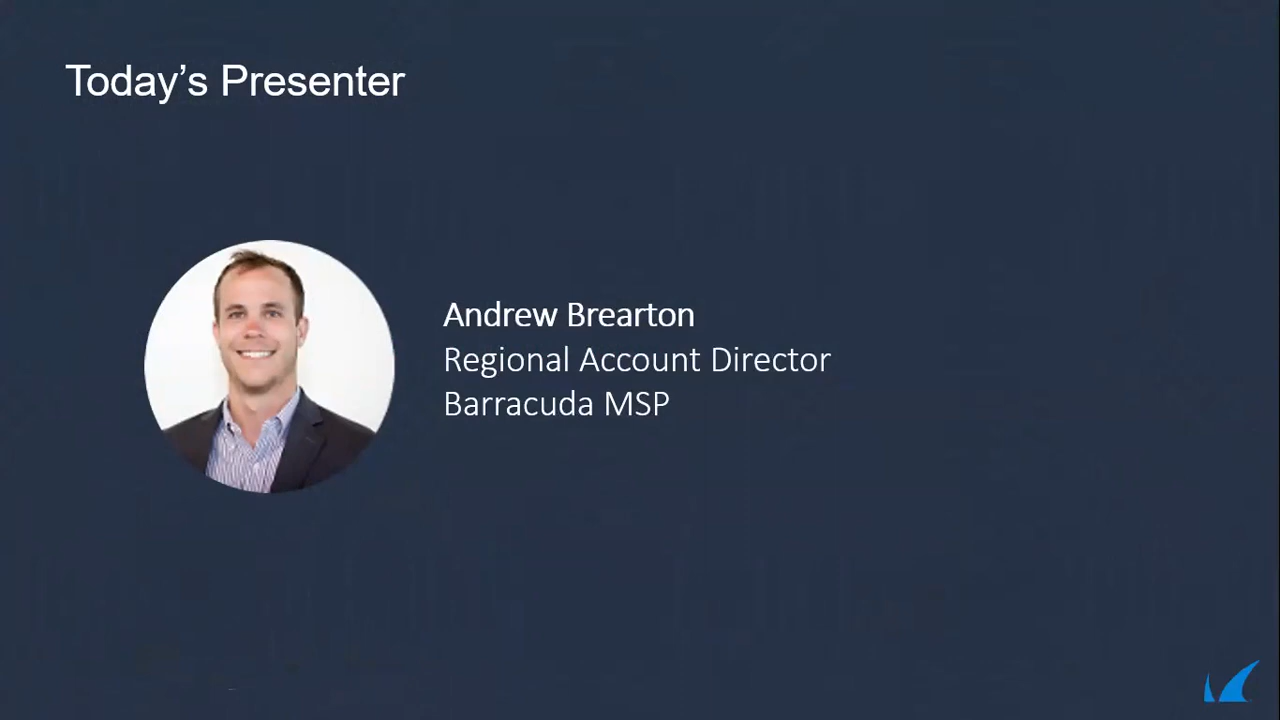 Today’s Presenter
Andrew Brearton
Regional Account Director
Barracuda MSP